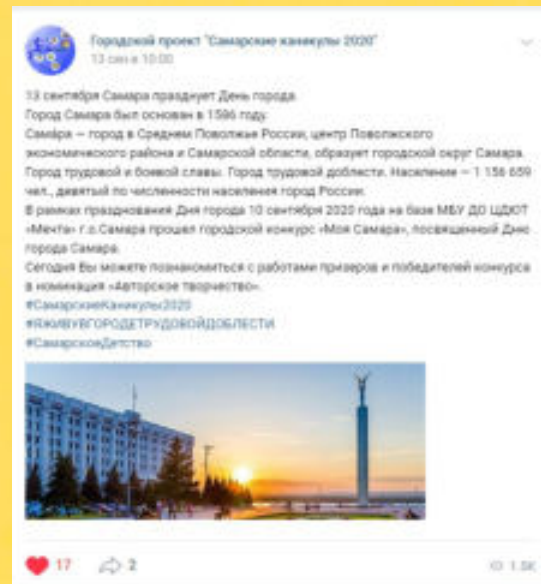 Городской проект "Самарские каникулы 2020"
13 сен в 10:00
13 сентября Самара празднует День города.
Город Самара был основан в 1586 году.
Сама́ра — город в Среднем Поволжье России, центр Поволжского
экономического района и Самарской области, образует городской округ Самара.
Город трудовой и боевой славы. Город трудовой доблести. Население — 1 156 659
чел., девятый по численности населения город России.
В рамках празднования Дня города 10 сентября 2020 года на базе МБУ ДО ЦДЮТ
«Мечта» г.о.Самара прошел городской конкурс «Моя Самара», посвященный Дню
города Самара.
Сегодня Вы можете познакомиться с работами призеров и победителей конкурса
в номинация «Авторское творчество».
#СамарскиеКаникулы2020
#ЯЖИВУВГОРОДЕТРУДОВОЙДОБЛЕСТИ
#СамарскоеДетство
17 2 1.5K